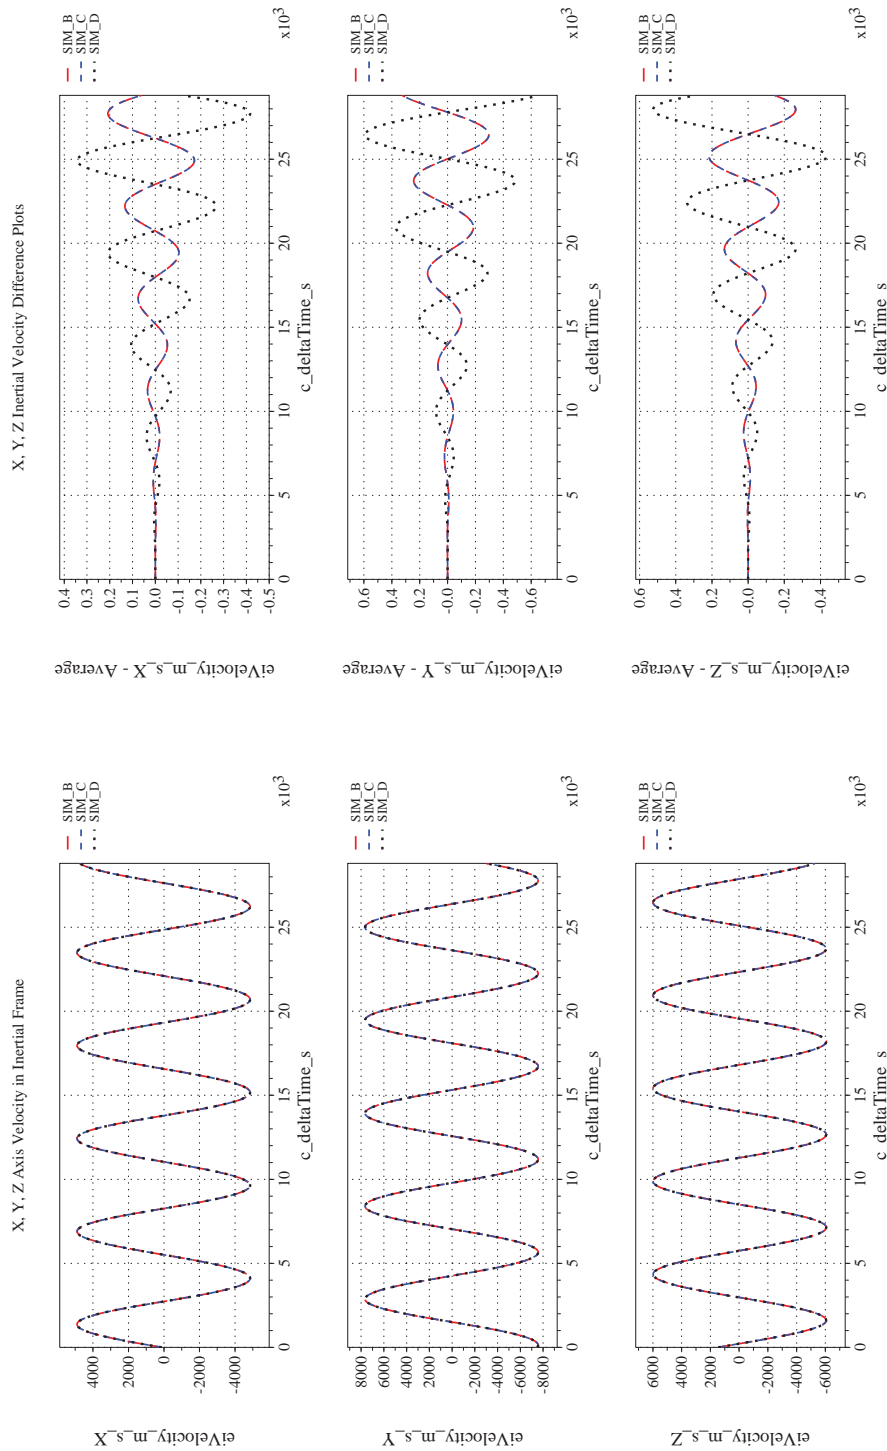 X, Y, Z Axis Velocity in Inertial Frame
SIM_B
SIM_C
SIM_D
4000
2000
0
-2000
-4000
eiVelocity_m_s_X
0 5 10 15 20 25
x10³
c_deltaTime_s
SIM_B
SIM_C
SIM_D
8000
6000
4000
2000
0
-2000
-4000
-6000
-8000
eiVelocity_m_s_Y
0 5 10 15 20 25
x10³
c_deltaTime_s
SIM_B
SIM_C
SIM_D
6000
4000
2000
0
-2000
-4000
-6000
eiVelocity_m_s_Z
0 5 10 15 20 25
x10³
c deltaTime s
X, Y, Z Inertial Velocity Difference Plots
SIM_B
SIM_C
SIM_D
0.4
0.3
0.2
0.1
0.0
-0.1
-0.2
-0.3
-0.4
-0.5
eiVelocity_m_s_X - Average
0 5 10 15 20 25
x10³
c_deltaTime_s
SIM_B
SIM_C
SIM_D
0.6
0.4
0.2
-0.0
-0.2
-0.4
-0.6
eiVelocity_m_s_Y - Average
0 5 10 15 20 25
x10³
c_deltaTime_s
SIM_B
SIM_C
SIM_D
0.4
0.2
-0.0
-0.2
-0.4
eiVelocity_m_s_Z - Average
0 5 10 15 20 25
x10³
c deltaTime s